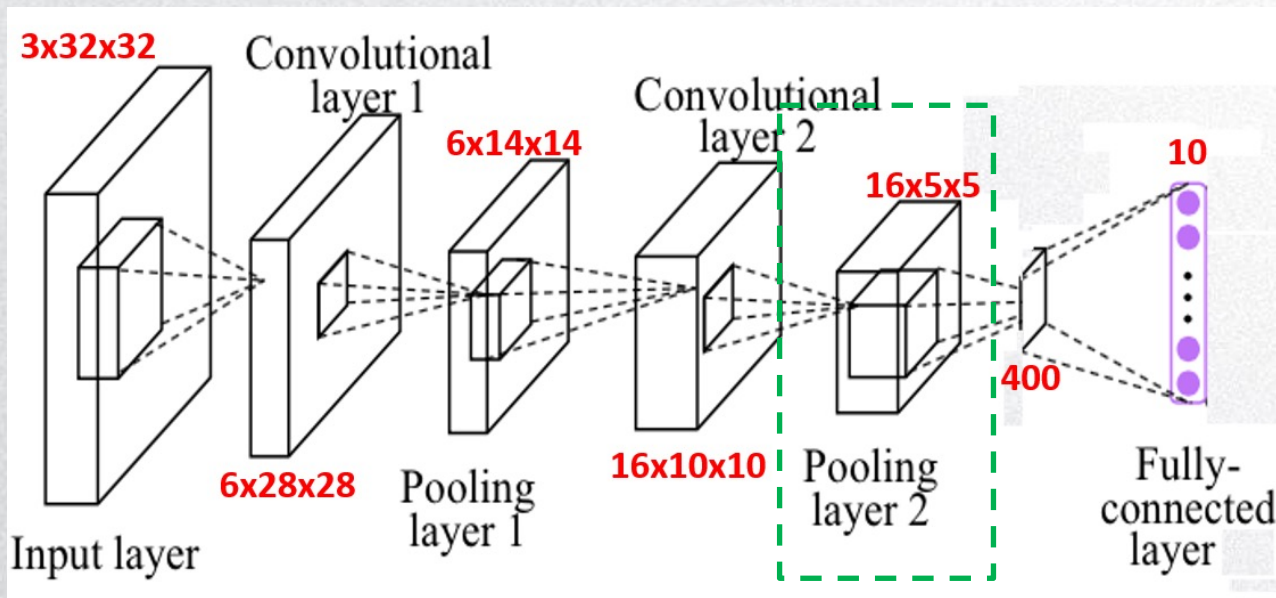 3x32x32
Input layer
Convolutional
layer 1
6x28x28
6x14x14
Pooling
layer 1
Convolutional
layer 2
16x10x10
16x5x5
Pooling
layer 2
400
10
Fully-
connected
layer